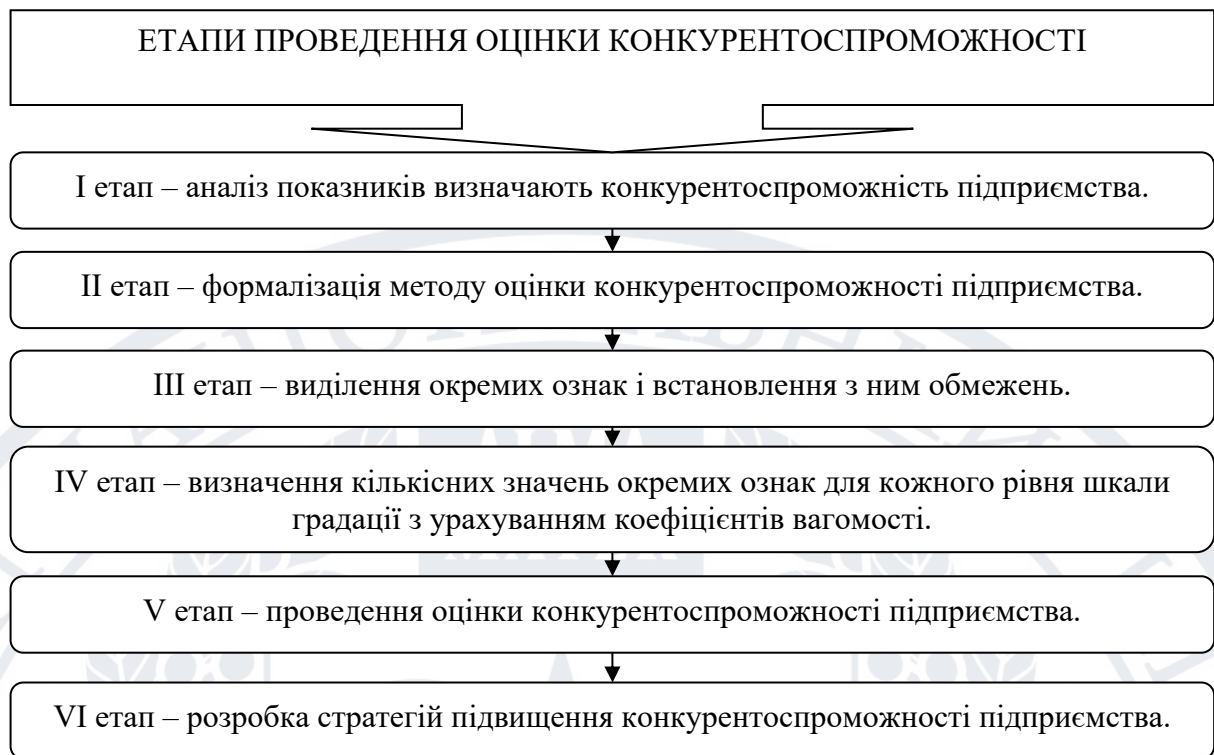 ЕТАПИ ПРОВЕДЕННЯ ОЦІНКИ КОНКУРЕНТОСПРОМОЖНОСТІ
I етап – аналіз показників визначають конкурентоспроможність підприємства.
II етап – формалізація методу оцінки конкурентоспроможності підприємства.
III етап – виділення окремих ознак і встановлення з ним обмежень.
IV етап – визначення кількісних значень окремих ознак для кожного рівня шкали
градації з урахуванням коефіцієнтів вагомості.
V етап – проведення оцінки конкурентоспроможності підприємства.
VI етап – розробка стратегій підвищення конкурентоспроможності підприємства.